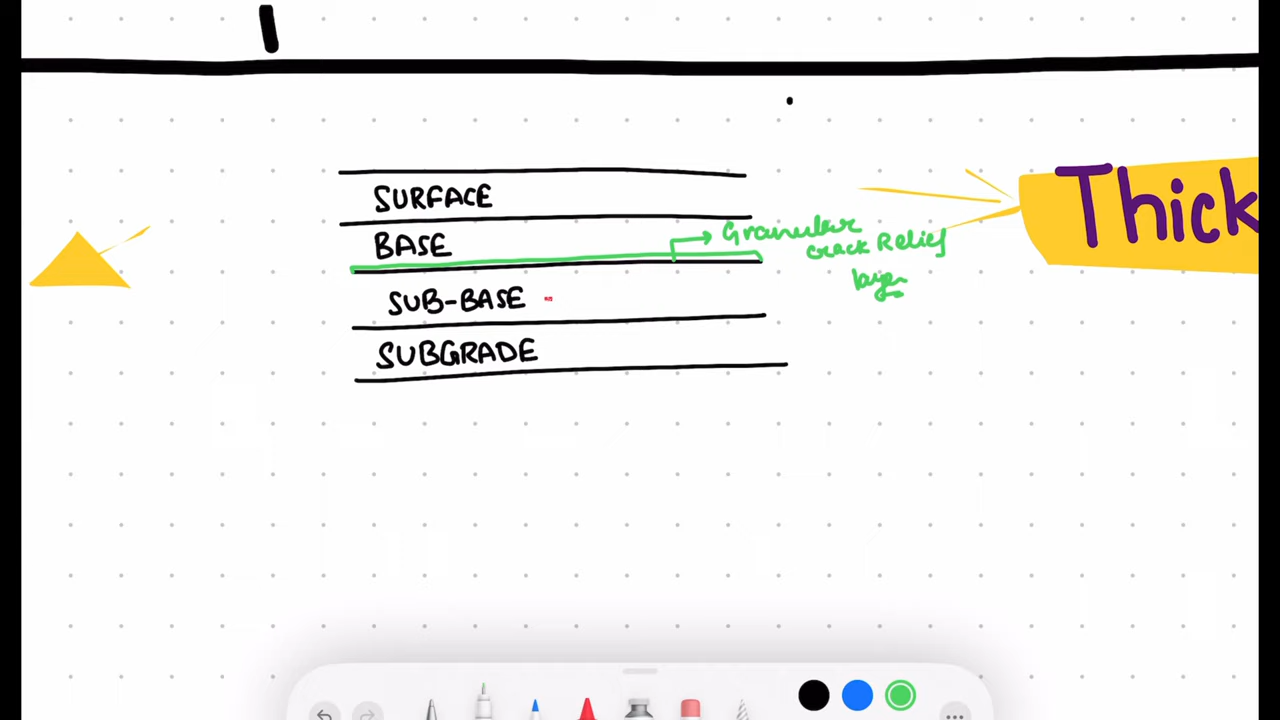 SURFACE
BASE
Granular
crack Relief
layer
SUB-BASE
SUBGRADE
Thick